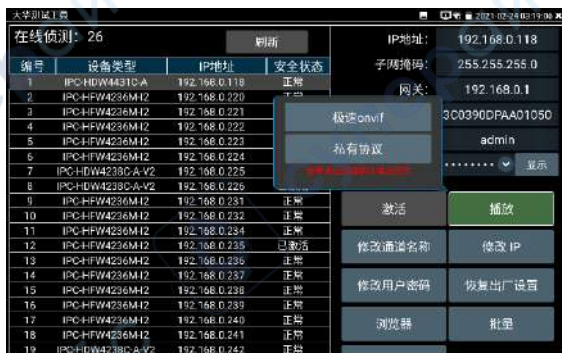 大华测试工具
2021-02-24 03:19:06
在线侦测：26
刷新
编号 设备类型 IP地址 安全状态
1 IPC-HDW4431C-A 192.168.0.118 正常
2 IPC-HFW4236M-I2 192.168.0.220
3 IPC-HFW4236M-I2 192.168.0.221
4 IPC-HFW4236M-I2 192.168.0.222
5 IPC-HFW4236M-I2 192.168.0.223
6 IPC-HFW4236M-I2 192.168.0.224
7 IPC-HDW4238C-A-V2 192.168.0.225
8 IPC-HDW4238C-A-V2 192.168.0.226
9 IPC-HFW4236M-I2 192.168.0.231 正常
10 IPC-HFW4236M-I2 192.168.0.232 正常
11 IPC-HFW4236M-I2 192.168.0.234 正常
12 IPC-HFW4236M-I2 192.168.0.235 已激活
13 IPC-HFW4236M-I2 192.168.0.236 正常
14 IPC-HFW4236M-I2 192.168.0.237 正常
15 IPC-HFW4236M-I2 192.168.0.238 正常
16 IPC-HFW4236M-I2 192.168.0.239 正常
17 IPC-HFW4236M-I2 192.168.0.240 正常
18 IPC-HFW4236M-I2 192.168.0.241 正常
19 IPC-HDW4238C-A-V2 192.168.0.242 正常
极速onvif
私有协议
IP地址： 192.168.0.118
子网掩码： 255.255.255.0
网关： 192.168.0.1
3C0390DPAA01050
admin
显示
激活 播放
修改通道名称 修改 IP
修改用户密码 恢复出厂设置
浏览器 批量